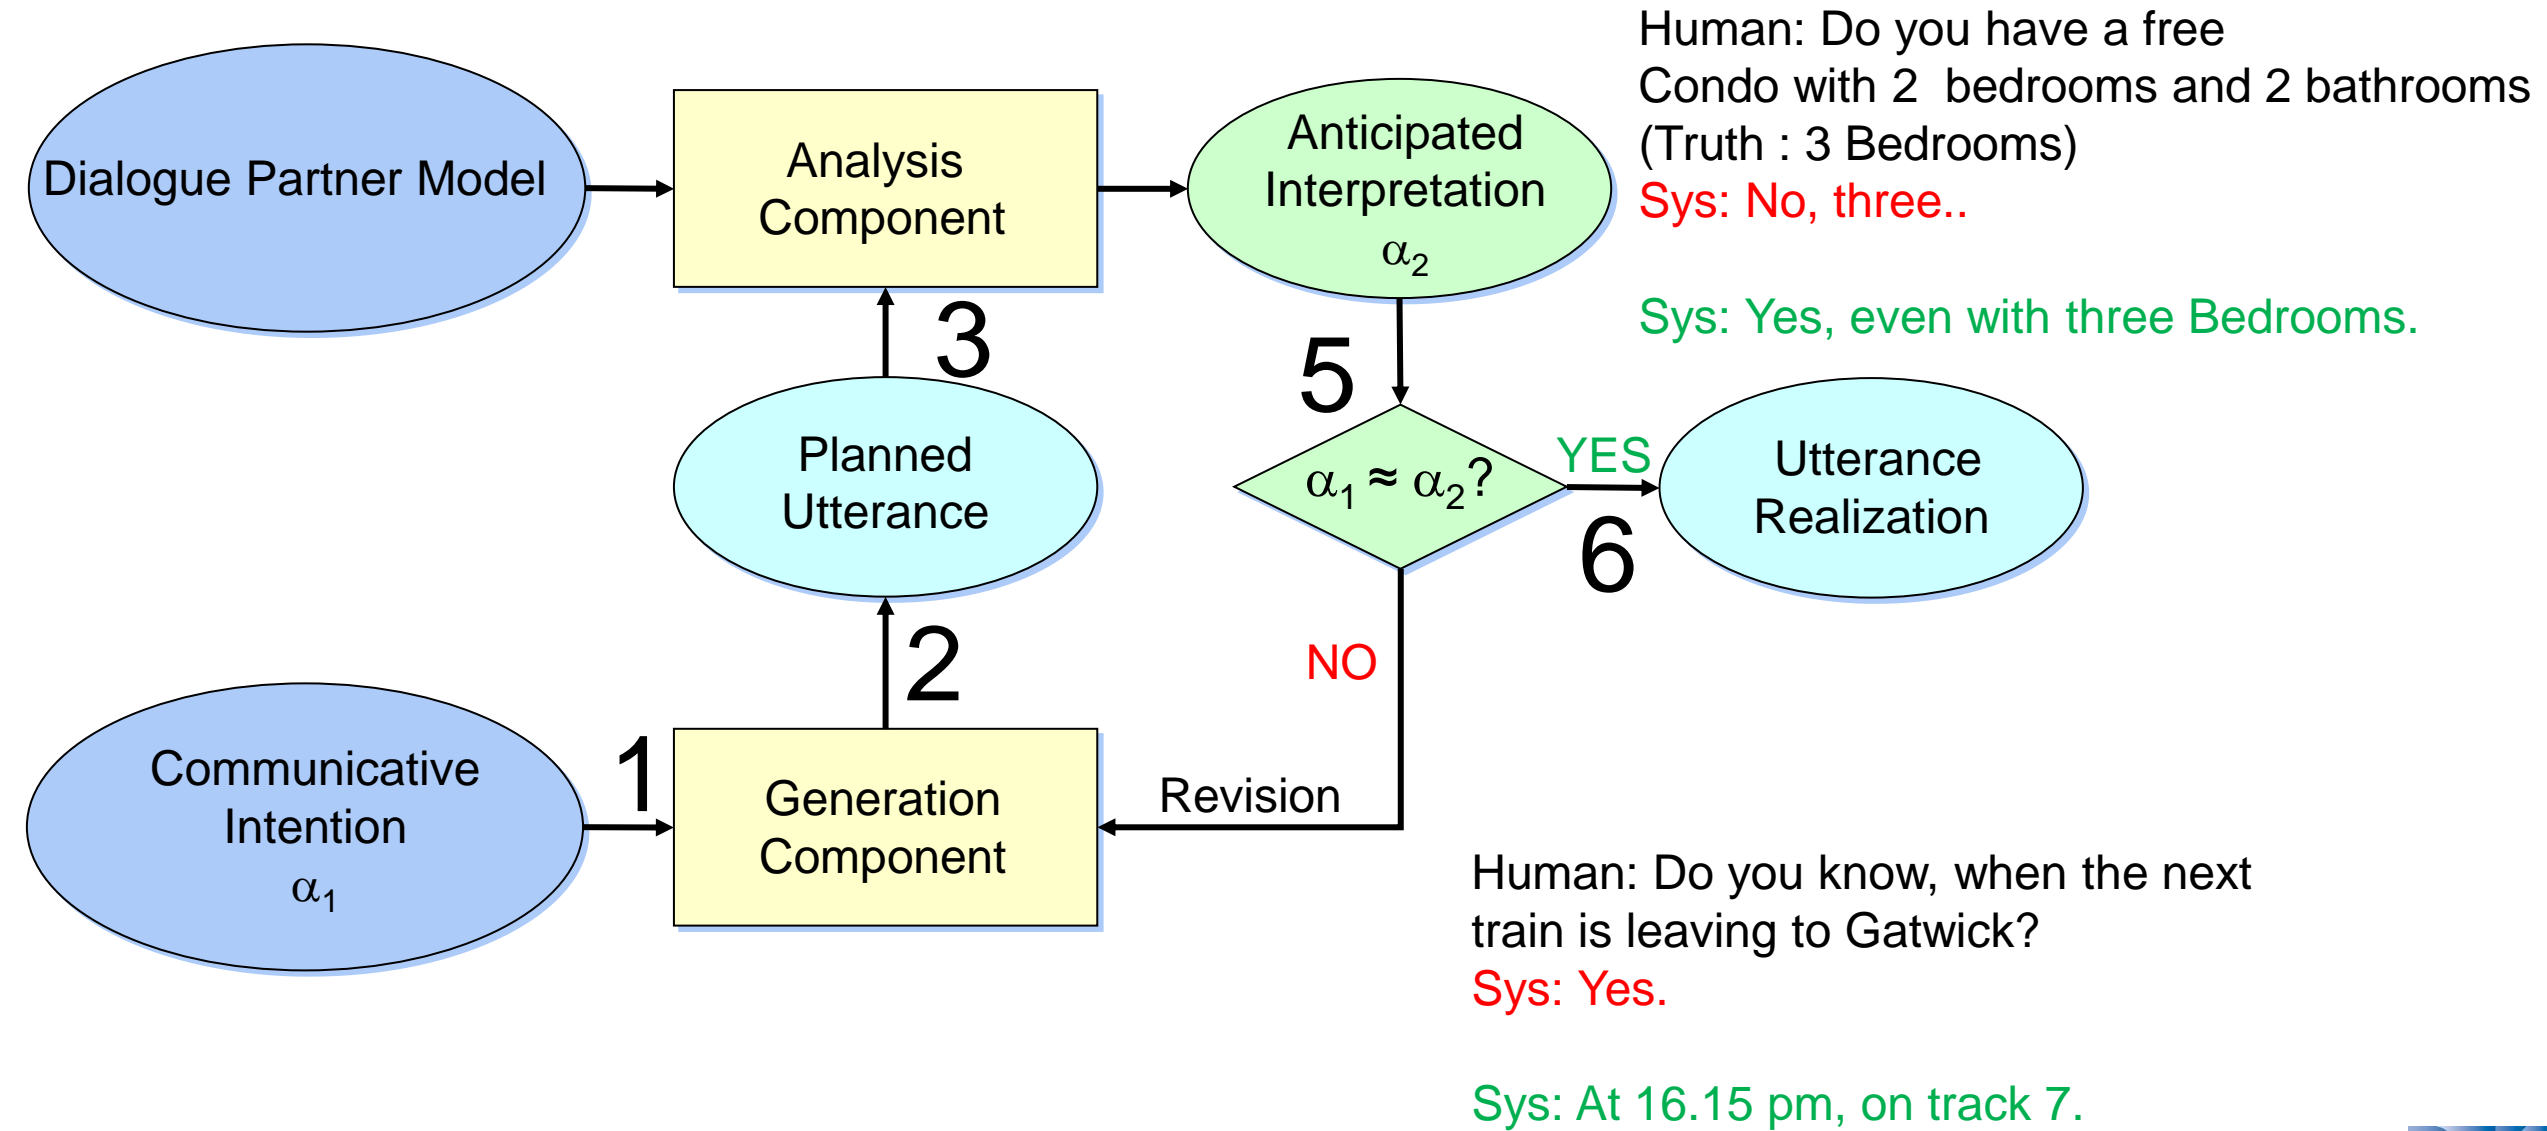 Human: Do you have a free
Condo with 2 bedrooms and 2 bathrooms
(Truth : 3 Bedrooms)
Sys: No, three..
Sys: Yes, even with three Bedrooms.
Dialogue Partner Model
Analysis
Component
Anticipated
Interpretation
α₂
3
5
Planned
Utterance
α₁ ≈ α₂?
YES
6
Utterance
Realization
2
NO
Communicative
Intention
α₁
1
Generation
Component
Revision
Human: Do you know, when the next
train is leaving to Gatwick?
Sys: Yes.
Sys: At 16.15 pm, on track 7.